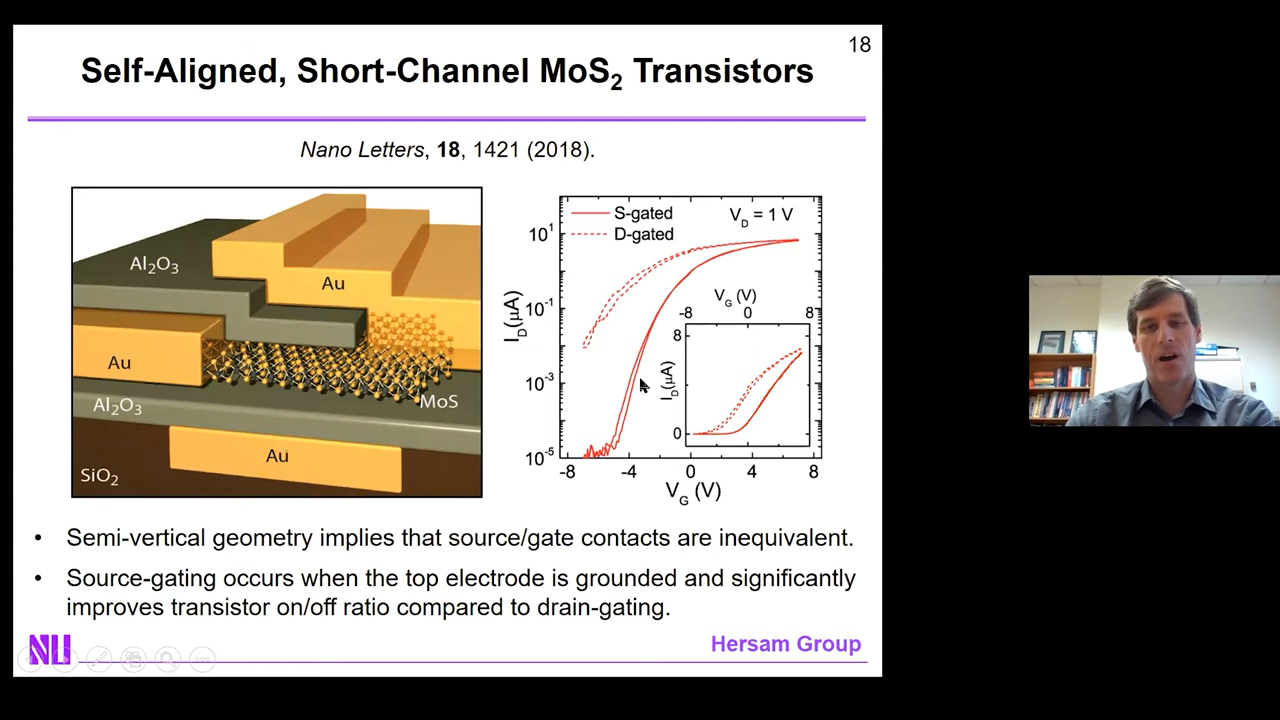 18
Self-Aligned, Short-Channel MoS2 Transistors
Nano Letters, 18, 1421 (2018).
Al2O3
Au
Au
Al2O3
MoS
Au
SiO2
S-gated
D-gated
VD = 1 V
ID(μA)
10^1
10^-1
10^-3
10^-5
-8 -4 0 4 8
VG (V)
VG (V)
-8 0 8
ID(μA)
8
0
• Semi-vertical geometry implies that source/gate contacts are inequivalent.
• Source-gating occurs when the top electrode is grounded and significantly
improves transistor on/off ratio compared to drain-gating.
NU
Hersam Group